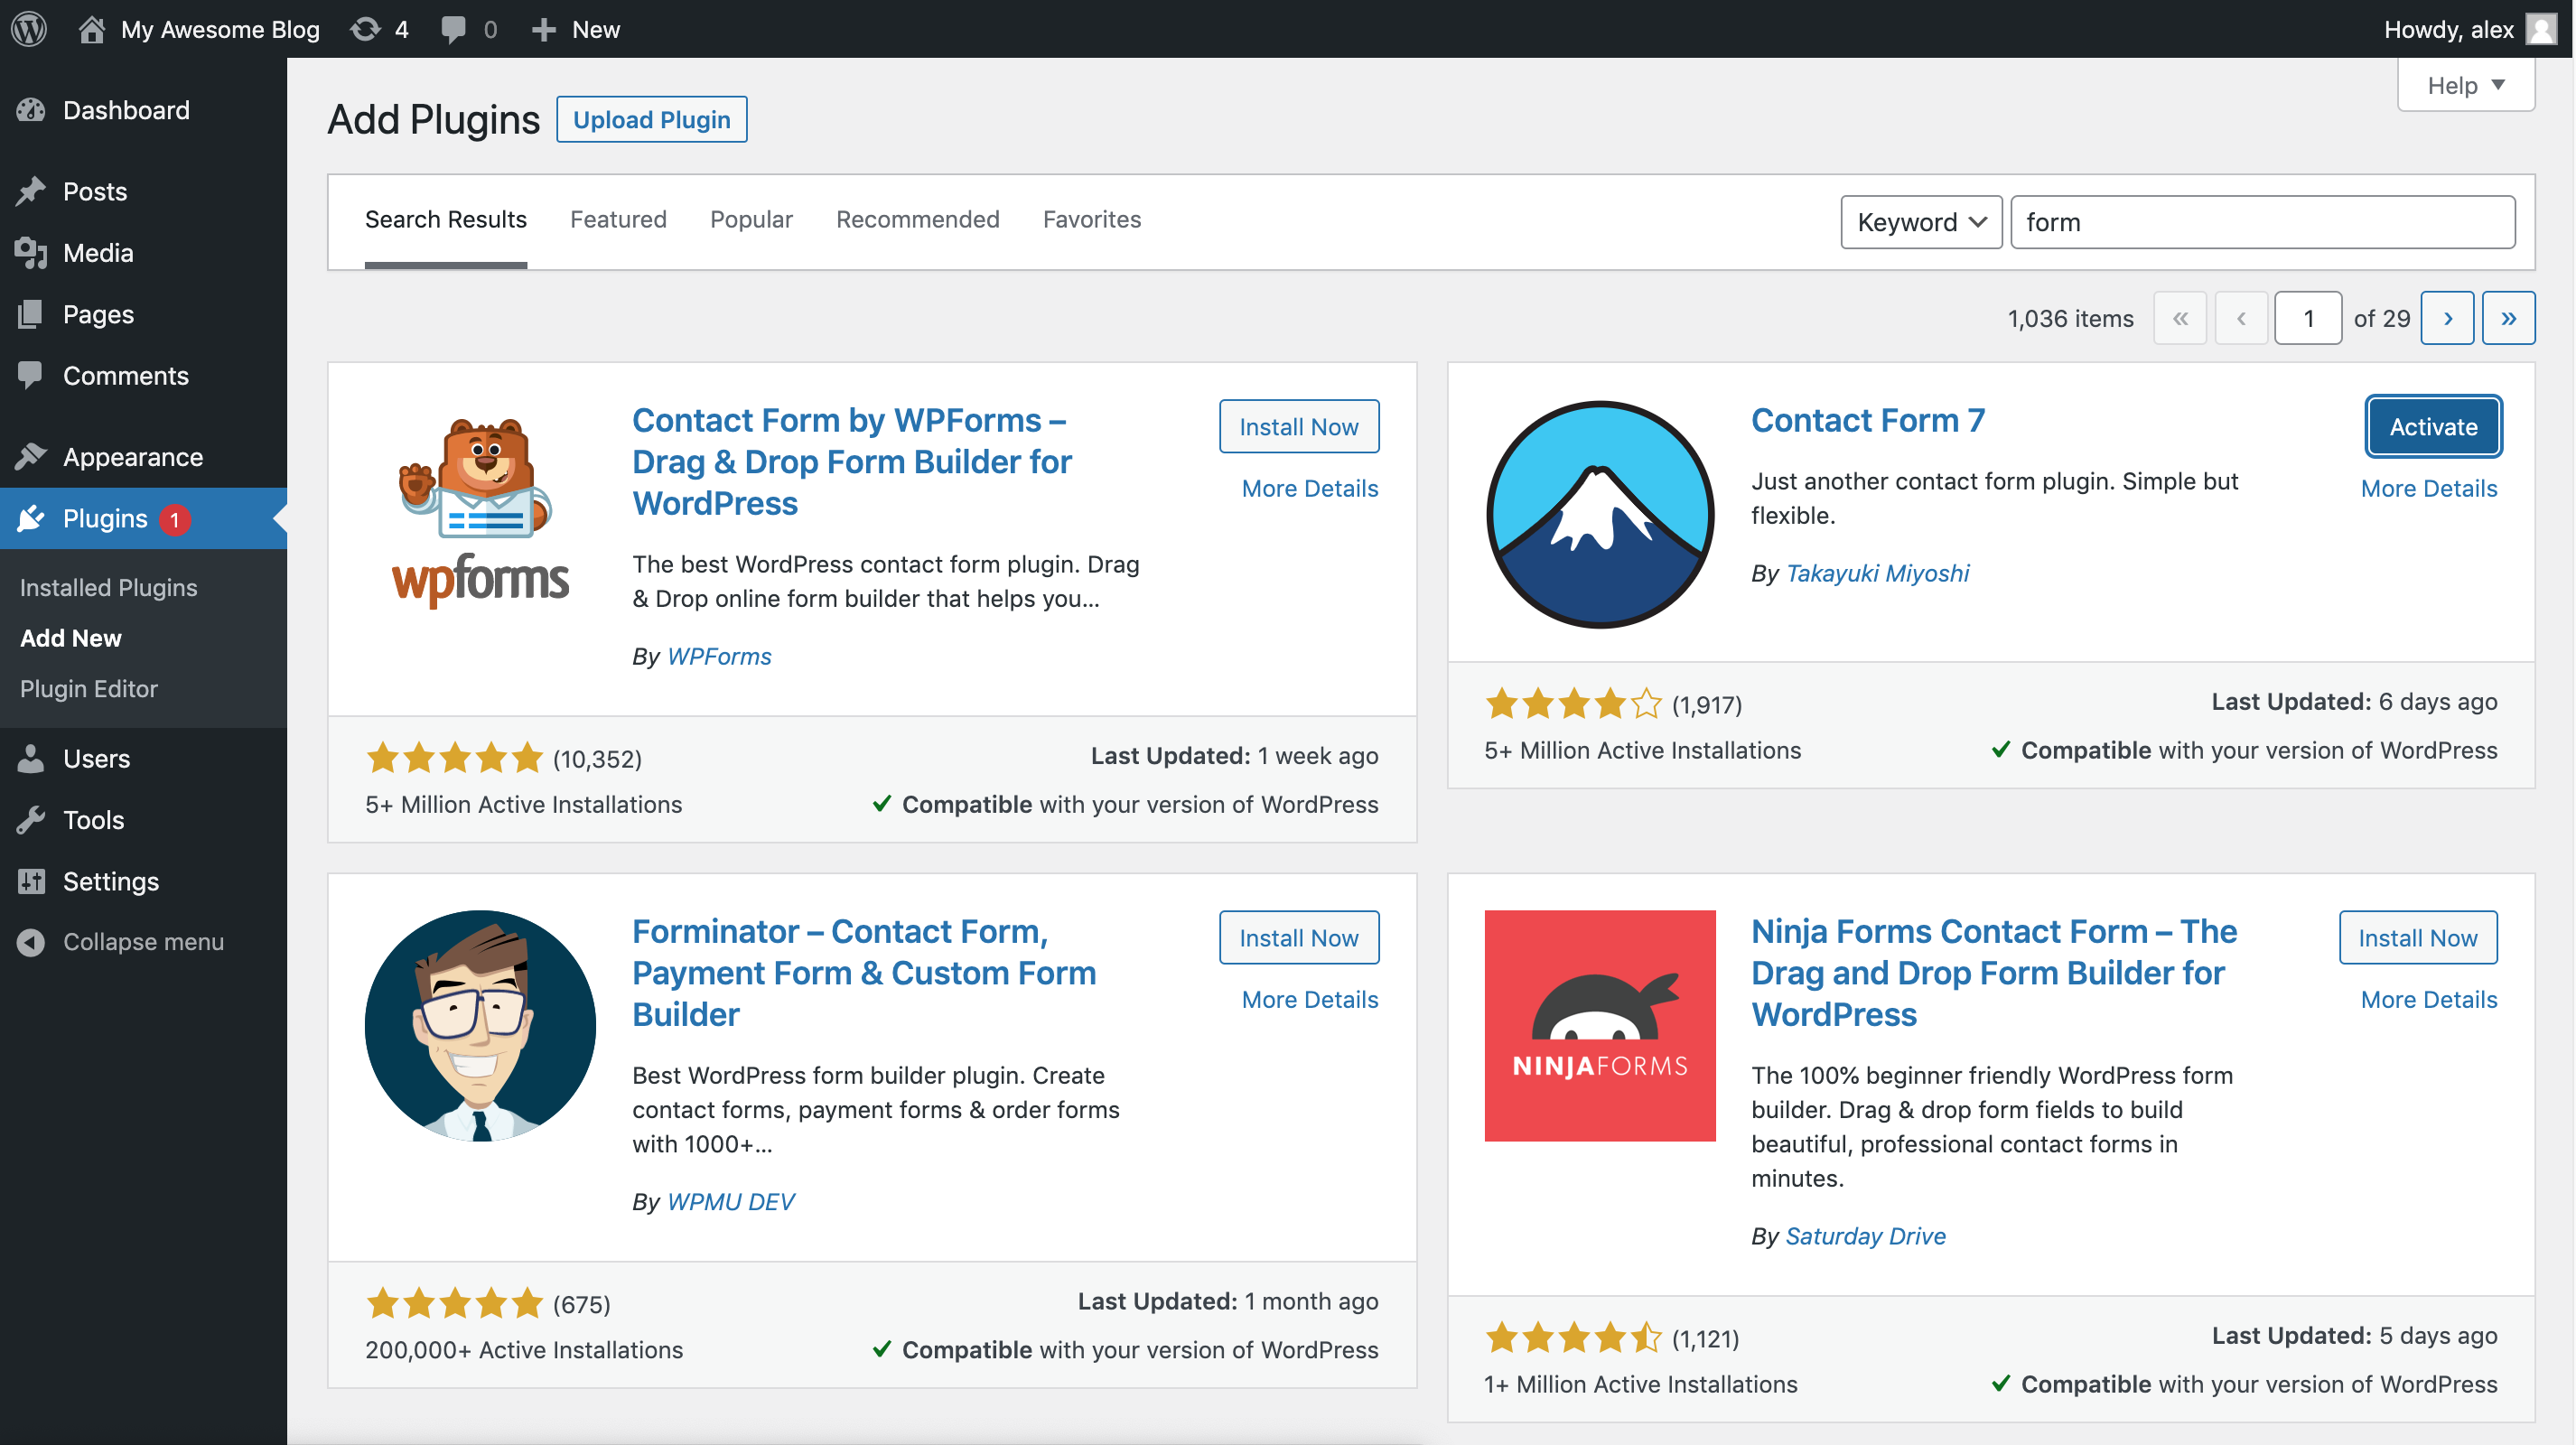 My Awesome Blog 4 0 New Howdy, alex
Help
Dashboard
Posts
Media
Pages
Comments
Appearance
Plugins 1
Installed Plugins
Add New
Plugin Editor
Users
Tools
Settings
Collapse menu
Add Plugins Upload Plugin
Search Results Featured Popular Recommended Favorites Keyword form
1,036 items « ‹ 1 of 29 › »
wpforms
Contact Form by WPForms –
Drag & Drop Form Builder for
WordPress
Install Now
More Details
The best WordPress contact form plugin. Drag
& Drop online form builder that helps you...
By WPForms
(10,352)
Last Updated: 1 week ago
5+ Million Active Installations
Compatible with your version of WordPress
Contact Form 7
Activate
More Details
Just another contact form plugin. Simple but
flexible.
By Takayuki Miyoshi
(1,917)
Last Updated: 6 days ago
5+ Million Active Installations
Compatible with your version of WordPress
Forminator – Contact Form,
Payment Form & Custom Form
Builder
Install Now
More Details
Best WordPress form builder plugin. Create
contact forms, payment forms & order forms
with 1000+...
By WPMU DEV
(675)
Last Updated: 1 month ago
200,000+ Active Installations
Compatible with your version of WordPress
NINJAFORMS
Ninja Forms Contact Form – The
Drag and Drop Form Builder for
WordPress
Install Now
More Details
The 100% beginner friendly WordPress form
builder. Drag & drop form fields to build
beautiful, professional contact forms in
minutes.
By Saturday Drive
(1,121)
Last Updated: 5 days ago
1+ Million Active Installations
Compatible with your version of WordPress